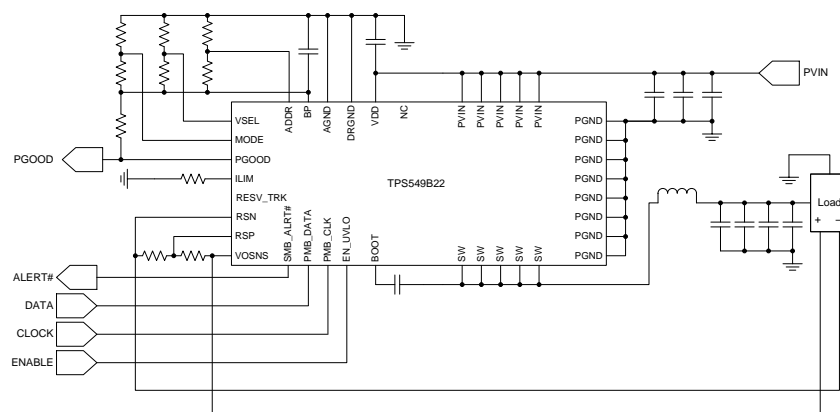 ADDR
BP
AGND
DRGND
VDD
NC
PVIN
PVIN
PVIN
PVIN
PVIN
PVIN
VSEL
MODE
PGOOD
PGOOD
ILIM
RESV_TRK
RSN
RSP
VOSNS
TPS549B22
PGND
PGND
PGND
PGND
PGND
PGND
PGND
PGND
SMB_ALRT#
PMB_DATA
PMB_CLK
EN_UVLO
BOOT
SW
SW
SW
SW
SW
Load
+ −
ALERT#
DATA
CLOCK
ENABLE